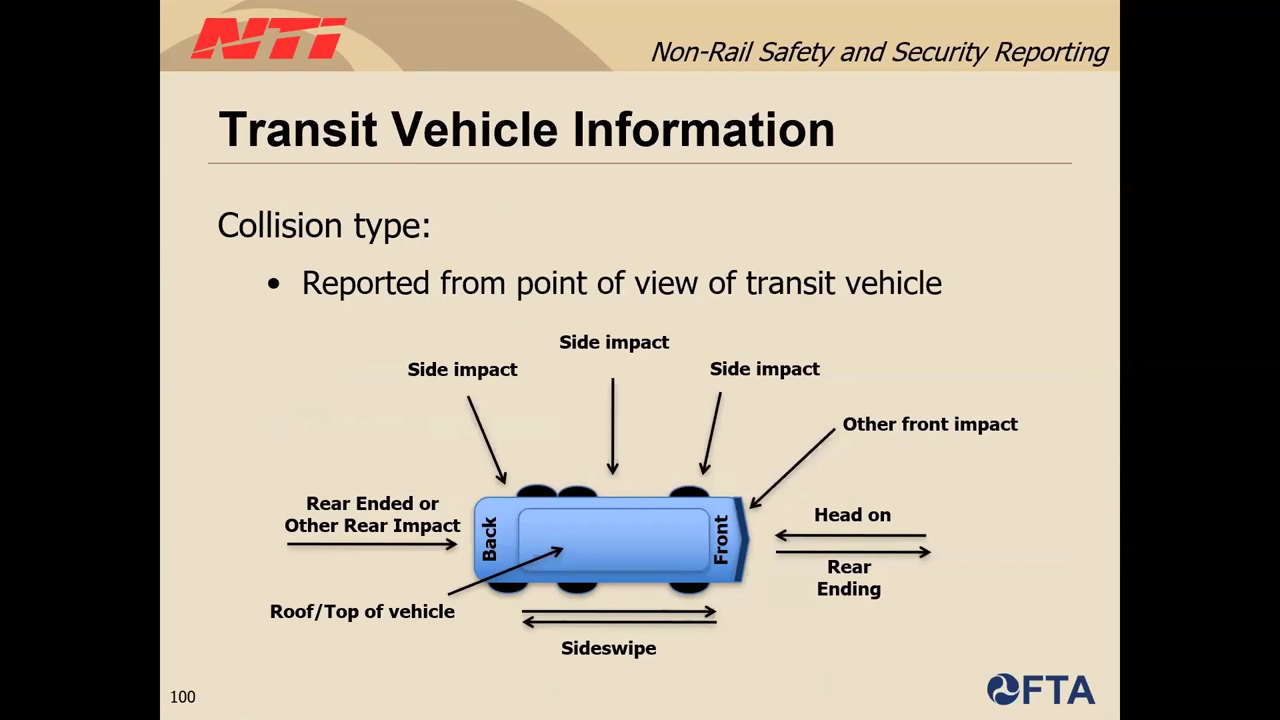 NTI
Non-Rail Safety and Security Reporting
Transit Vehicle Information
Collision type:
• Reported from point of view of transit vehicle
Side impact
Side impact
Side impact
Other front impact
Rear Ended or
Other Rear Impact
Back
Front
Head on
Rear
Ending
Roof/Top of vehicle
Sideswipe
100
FTA